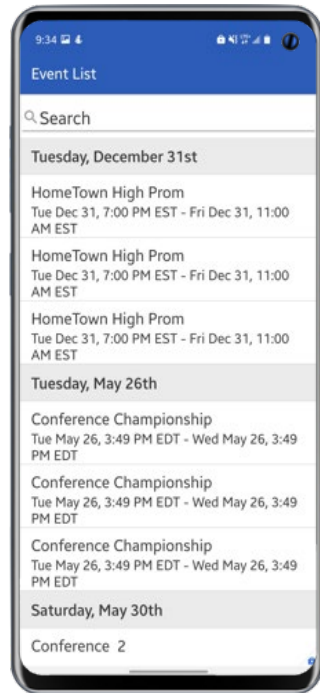 9:34
Event List
Search
Tuesday, December 31st
HomeTown High Prom
Tue Dec 31, 7:00 PM EST - Fri Dec 31, 11:00
AM EST
HomeTown High Prom
Tue Dec 31, 7:00 PM EST - Fri Dec 31, 11:00
AM EST
HomeTown High Prom
Tue Dec 31, 7:00 PM EST - Fri Dec 31, 11:00
AM EST
Tuesday, May 26th
Conference Championship
Tue May 26, 3:49 PM EDT - Wed May 26, 3:49
PM EDT
Conference Championship
Tue May 26, 3:49 PM EDT - Wed May 26, 3:49
PM EDT
Conference Championship
Tue May 26, 3:49 PM EDT - Wed May 26, 3:49
PM EDT
Saturday, May 30th
Conference 2